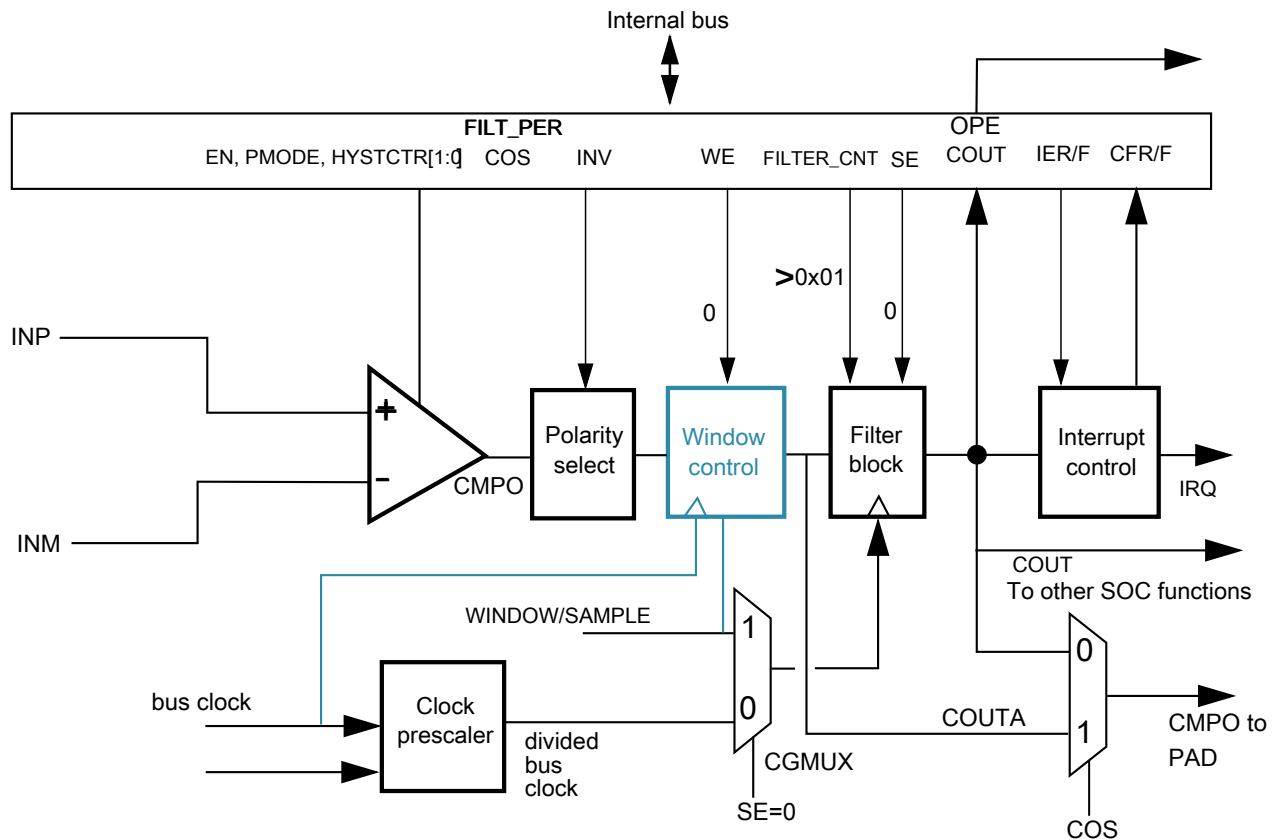 Internal bus
FILT_PER
OPE
EN, PMODE, HYSTCTR[1:0]
COS
INV
WE
FILTER_CNT
SE
COUT
IER/F
CFR/F
>0x01
0
0
INP
+
-
INM
CMPO
Polarity
select
Window
control
Filter
block
Interrupt
control
IRQ
COUT
To other SOC functions
WINDOW/SAMPLE
1
0
bus clock
Clock
prescaler
divided
bus
clock
CGMUX
SE=0
COUTA
0
1
CMPO to
PAD
COS